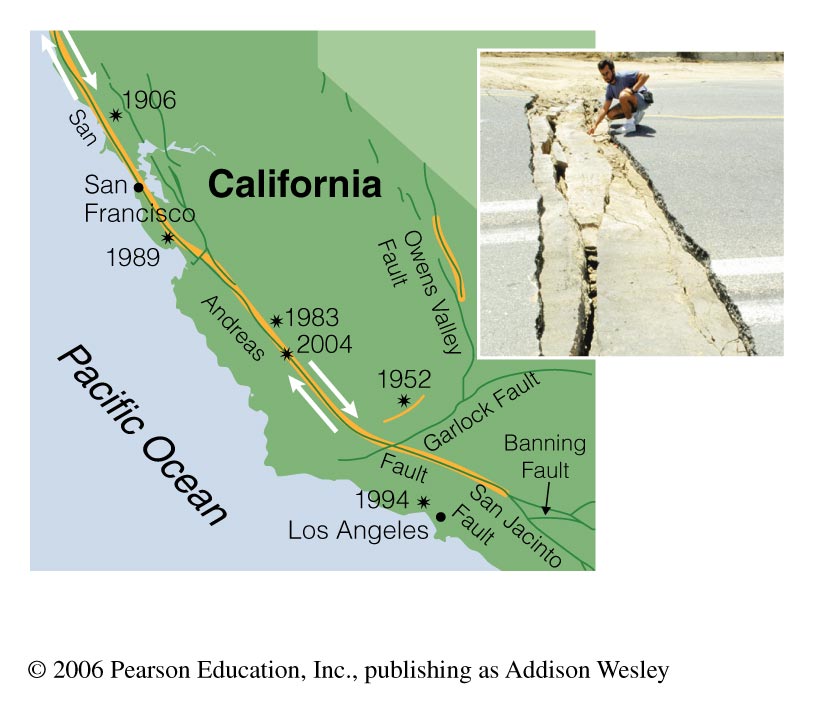 1906
San
San
Francisco
California
1989
Owens Valley
Fault
Andreas
1983
2004
Pacific Ocean
1952
Garlock Fault
Banning
Fault
Fault
1994
Los Angeles
San Jacinto
Fault
© 2006 Pearson Education, Inc., publishing as Addison Wesley